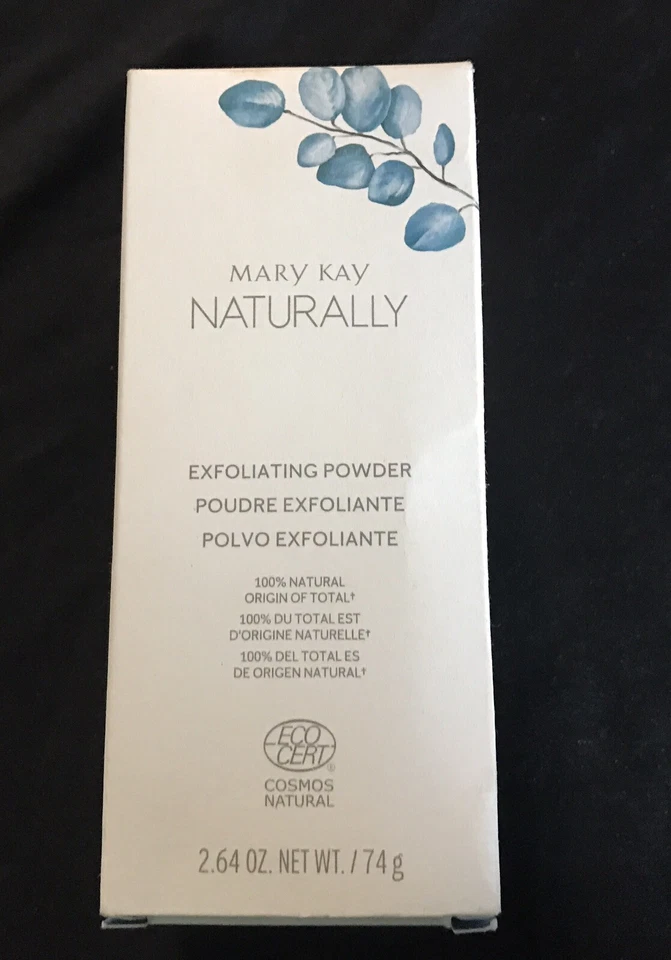 MARY KAY
NATURALLY
EXFOLIATING POWDER
POUDRE EXFOLIANTE
POLVO EXFOLIANTE
100% NATURAL
ORIGIN OF TOTAL†
100% DU TOTAL EST
D'ORIGINE NATURELLE†
100% DEL TOTAL ES
DE ORIGEN NATURAL†
ECO
CERT®
COSMOS
NATURAL
2.64 OZ. NET WT. / 74 g